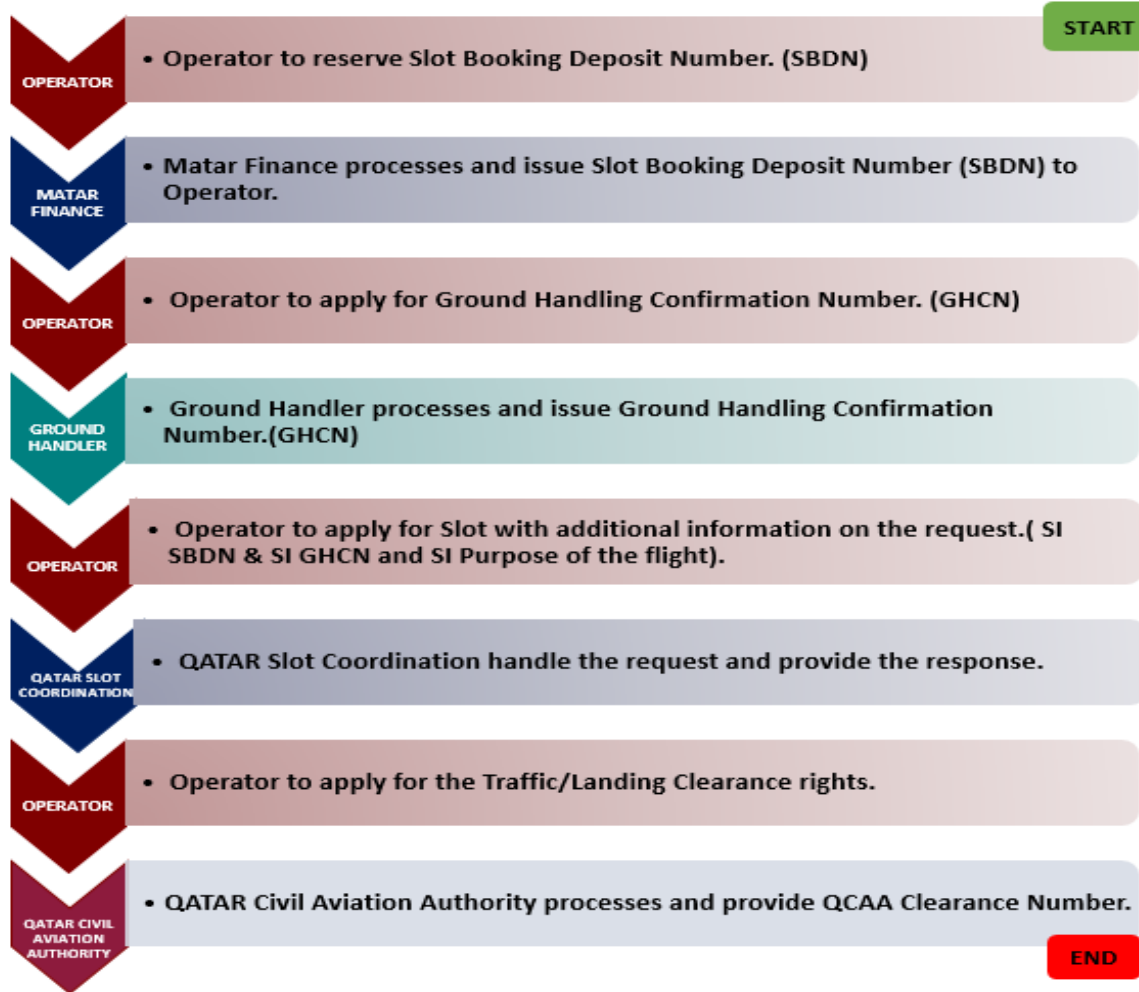 START
OPERATOR
• Operator to reserve Slot Booking Deposit Number. (SBDN)
MATAR
FINANCE
• Matar Finance processes and issue Slot Booking Deposit Number (SBDN) to
Operator.
OPERATOR
• Operator to apply for Ground Handling Confirmation Number. (GHCN)
GROUND
HANDLER
• Ground Handler processes and issue Ground Handling Confirmation
Number.(GHCN)
OPERATOR
• Operator to apply for Slot with additional information on the request.( SI
SBDN & SI GHCN and SI Purpose of the flight).
QATAR SLOT
COORDINATION
• QATAR Slot Coordination handle the request and provide the response.
OPERATOR
• Operator to apply for the Traffic/Landing Clearance rights.
QATAR CIVIL
AVIATION
AUTHORITY
• QATAR Civil Aviation Authority processes and provide QCAA Clearance Number.
END